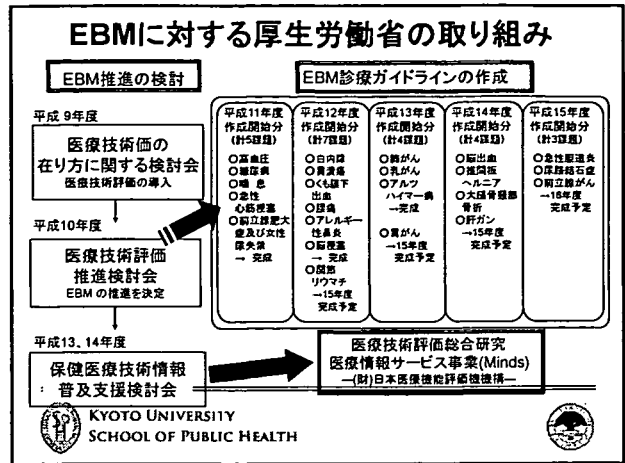 EBMに対する厚生労働省の取り組み
EBM推進の検討
平成 9年度
医療技術価の
在り方に関する検討会
医療技術評価の導入
平成10年度
医療技術評価
推進検討会
EBM の推進を決定
平成13、14年度
保健医療技術情報
普及支援検討会
EBM診療ガイドラインの作成
平成11年度
作成開始分
(計5課題)
○高血圧
○糖尿病
○喘 息
○急性
心筋梗塞
○前立腺肥大
症及び女性
尿失禁
→ 完成
平成12年度
作成開始分
(計7課題)
○白内障
○胃潰瘍
○くも膜下
出血
○腰痛
○アレルギー
性鼻炎
○脳梗塞
→ 完成
○関節
リウマチ
→15年度
完成予定
平成13年度
作成開始分
(計4課題)
○肺がん
○乳がん
○アルツ
ハイマー病
→完成
○胃がん
→15年度
完成予定
平成14年度
作成開始分
(計4課題)
○脳出血
○椎間板
ヘルニア
○大腿骨頸部
骨折
○肝ガン
→15年度
完成予定
平成15年度
作成開始分
(計3課題)
○急性胆道炎
○尿路結石症
○前立腺がん
→16年度
完成予定
医療技術評価総合研究
医療情報サービス事業(Minds)
―(財)日本医療機能評価機構―
KYOTO UNIVERSITY
SCHOOL OF PUBLIC HEALTH